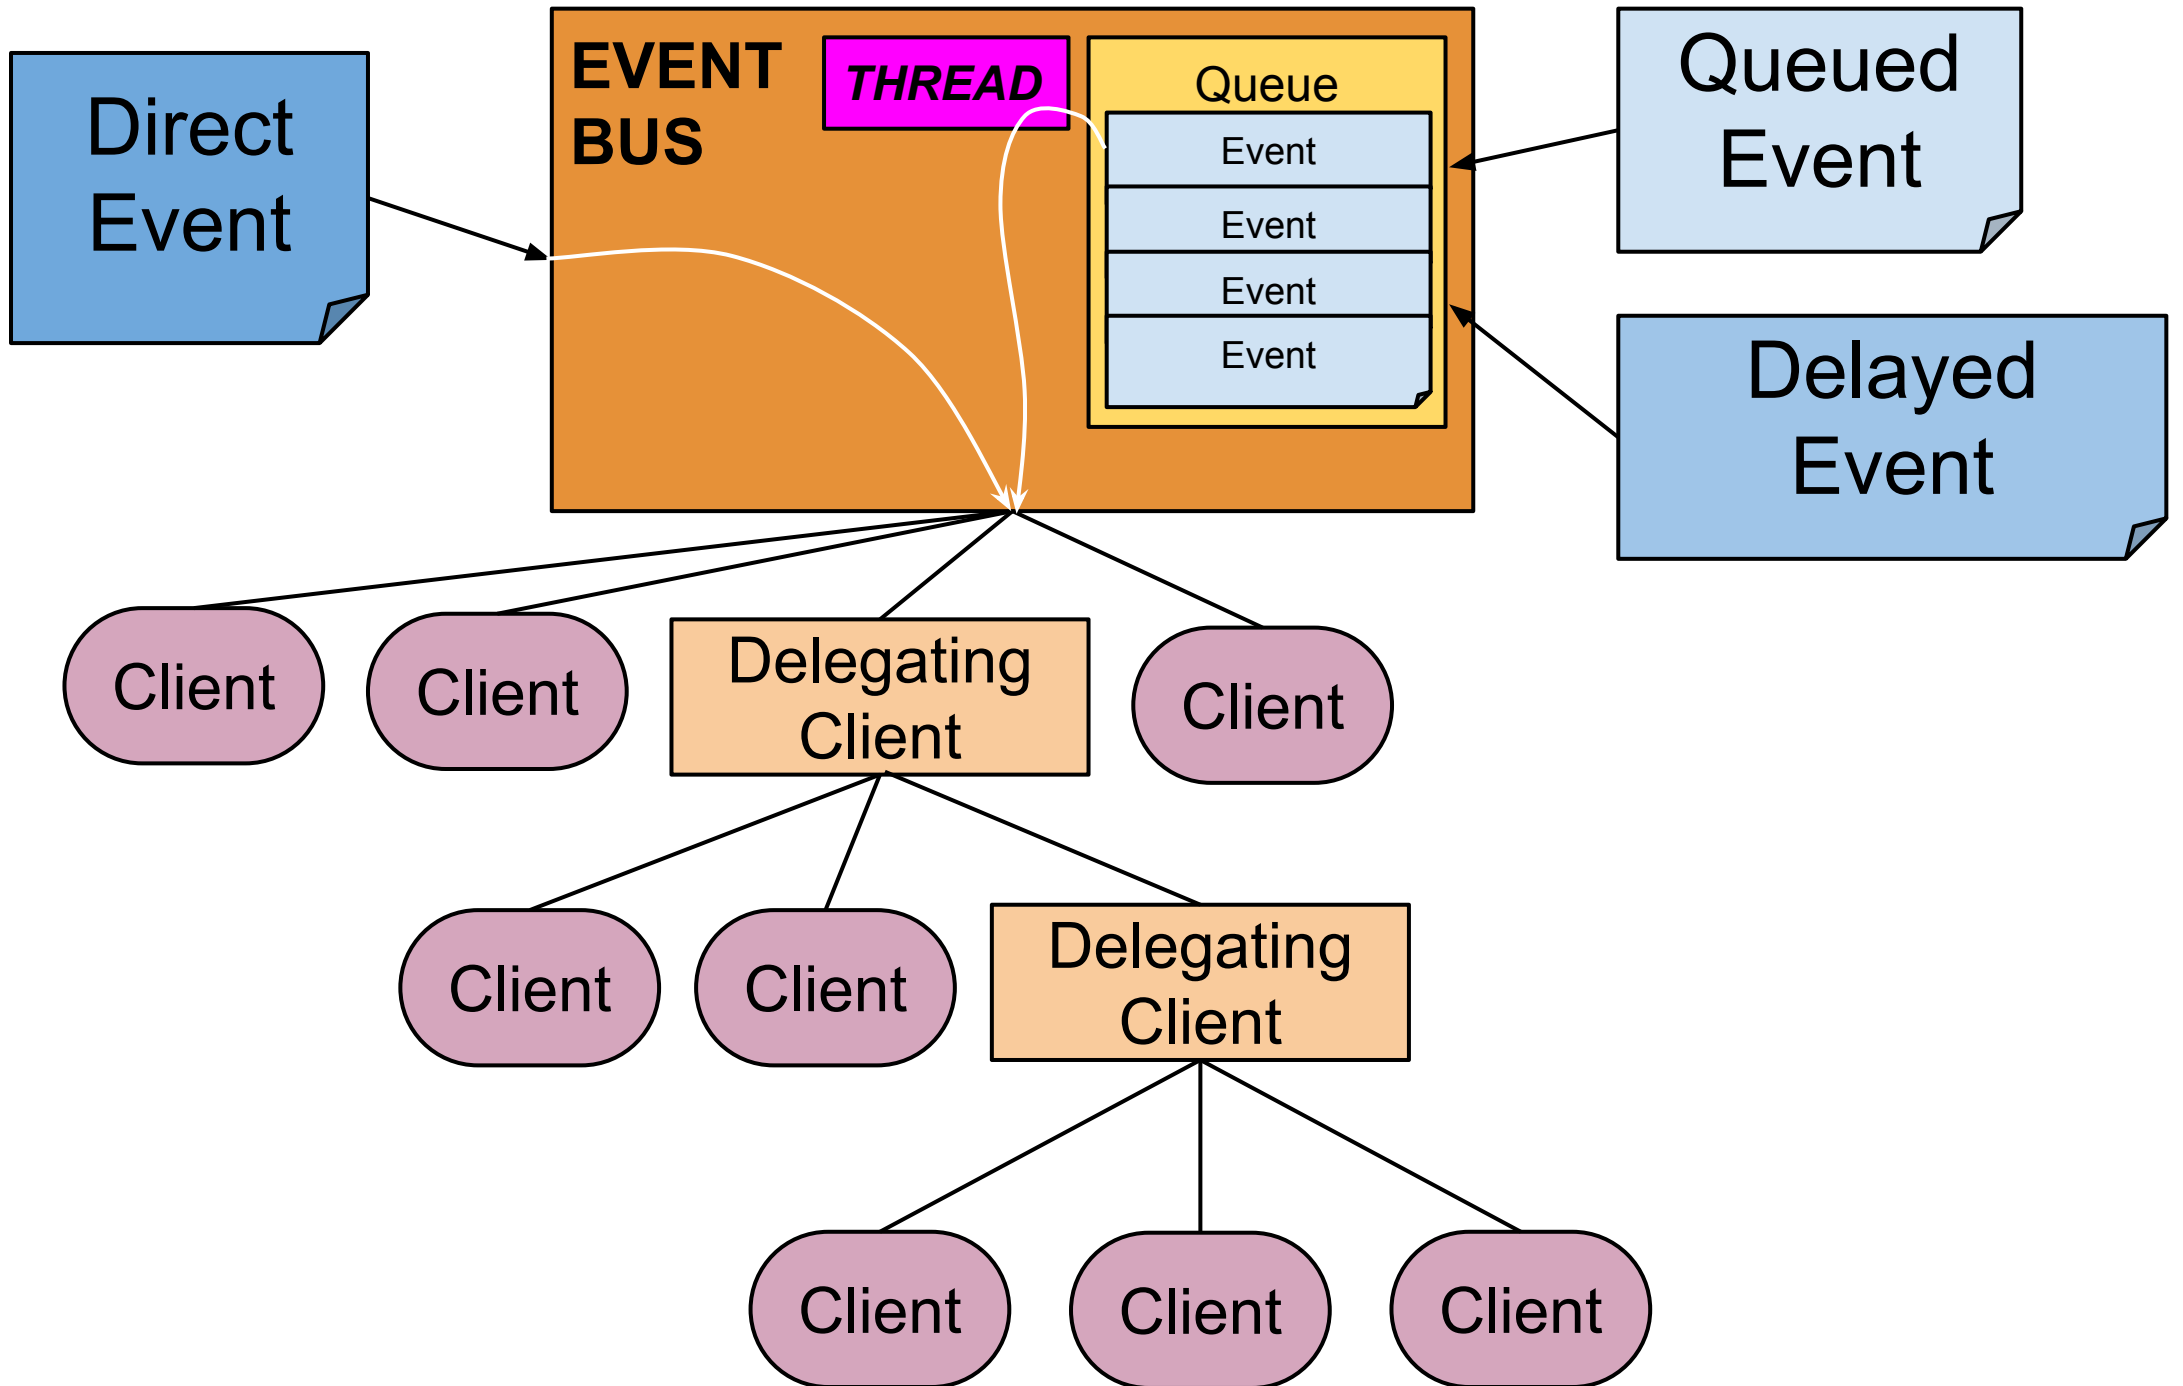 Direct
Event
EVENT
BUS
THREAD
Queue
Event
Event
Event
Event
Queued
Event
Delayed
Event
Client
Client
Delegating
Client
Client
Client
Client
Delegating
Client
Client
Client
Client